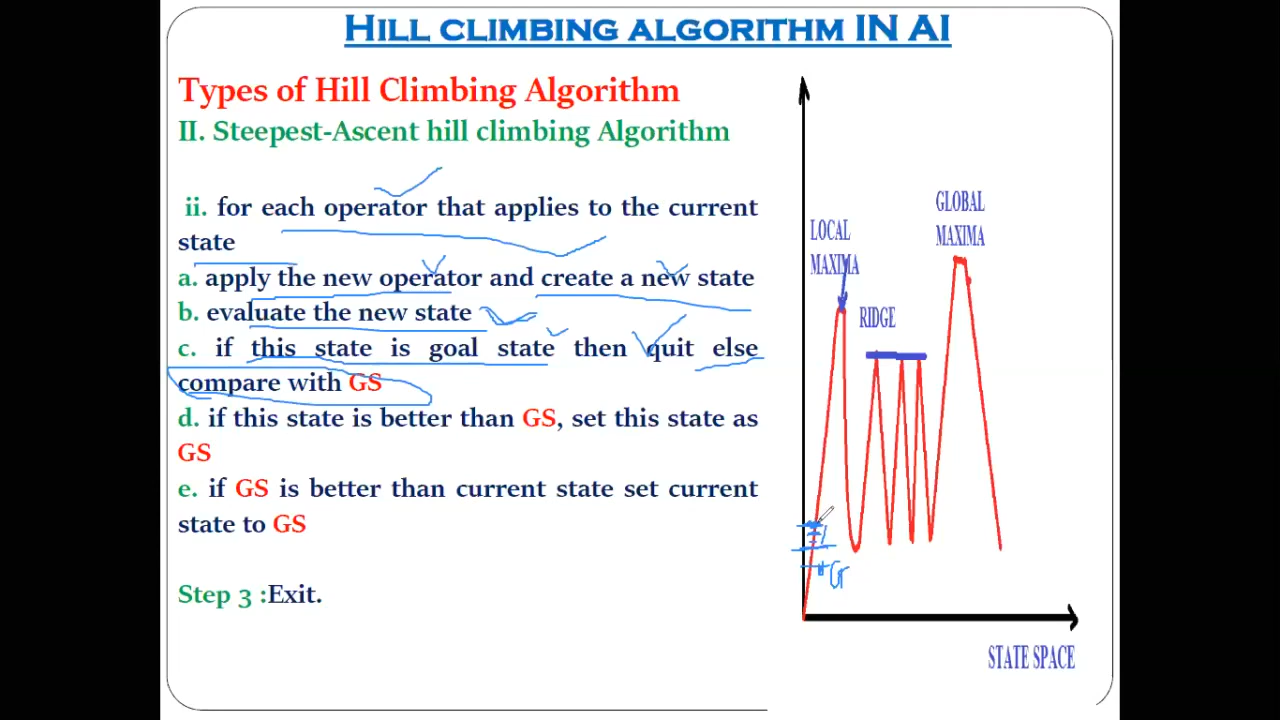 HILL CLIMBING ALGORITHM IN AI
Types of Hill Climbing Algorithm
II. Steepest-Ascent hill climbing Algorithm
ii. for each operator that applies to the current
state
a. apply the new operator and create a new state
b. evaluate the new state
c. if this state is goal state then quit else
compare with GS
d. if this state is better than GS, set this state as
GS
e. if GS is better than current state set current
state to GS
Step 3 :Exit.
LOCAL
MAXIMA
RIDGE
GLOBAL
MAXIMA
STATE SPACE